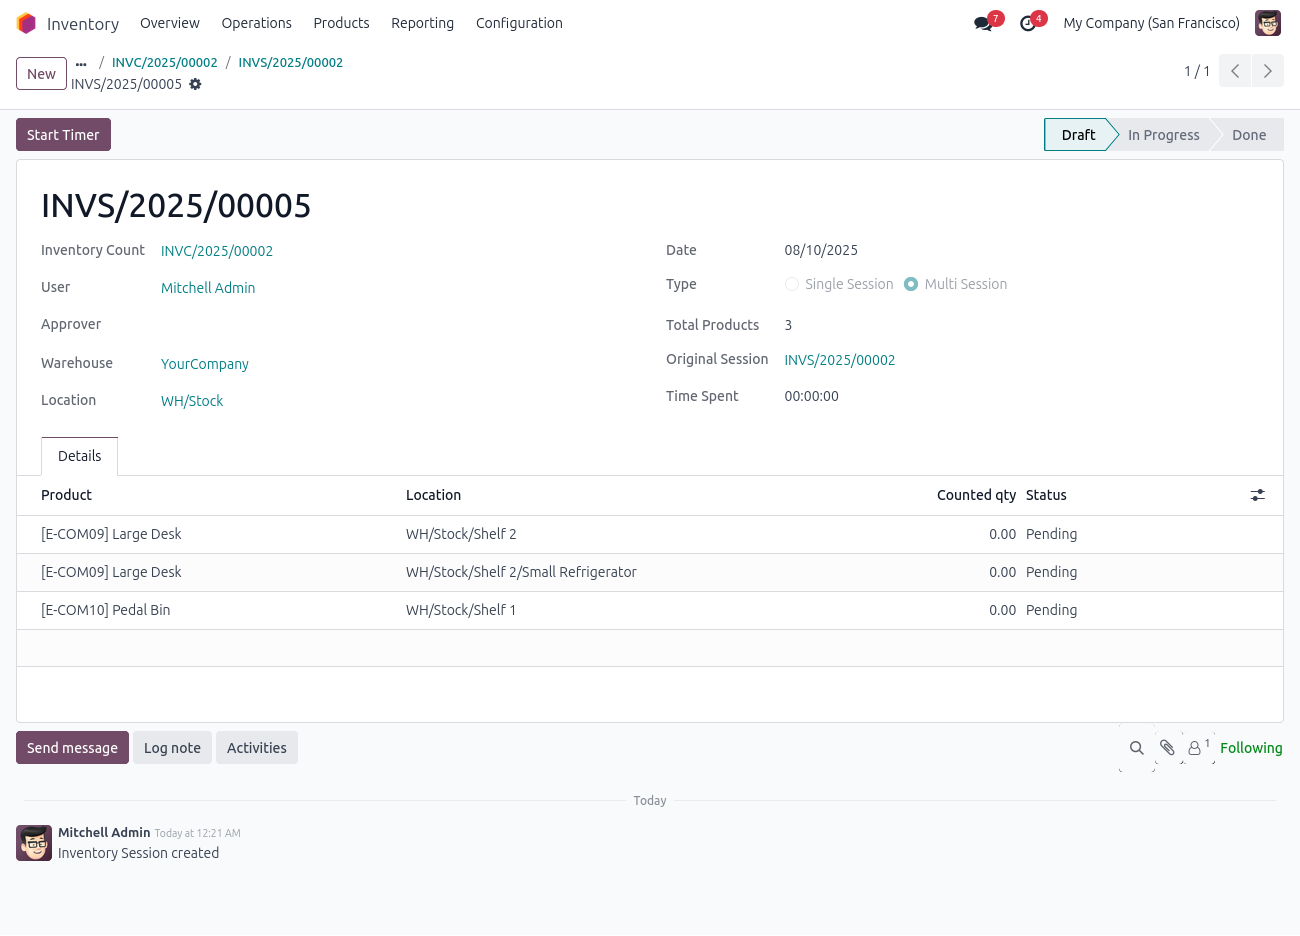 Inventory Overview Operations Products Reporting Configuration 7 4 My Company (San Francisco)
New ... / INVC/2025/00002 / INVS/2025/00002
INVS/2025/00005
1 / 1
Start Timer
Draft In Progress Done
INVS/2025/00005
Inventory Count INVC/2025/00002
User Mitchell Admin
Approver
Warehouse YourCompany
Location WH/Stock
Date 08/10/2025
Type Single Session Multi Session
Total Products 3
Original Session INVS/2025/00002
Time Spent 00:00:00
Details
Product Location Counted qty Status
[E-COM09] Large Desk WH/Stock/Shelf 2 0.00 Pending
[E-COM09] Large Desk WH/Stock/Shelf 2/Small Refrigerator 0.00 Pending
[E-COM10] Pedal Bin WH/Stock/Shelf 1 0.00 Pending
Send message Log note Activities 1 Following
Today
Mitchell Admin Today at 12:21 AM
Inventory Session created